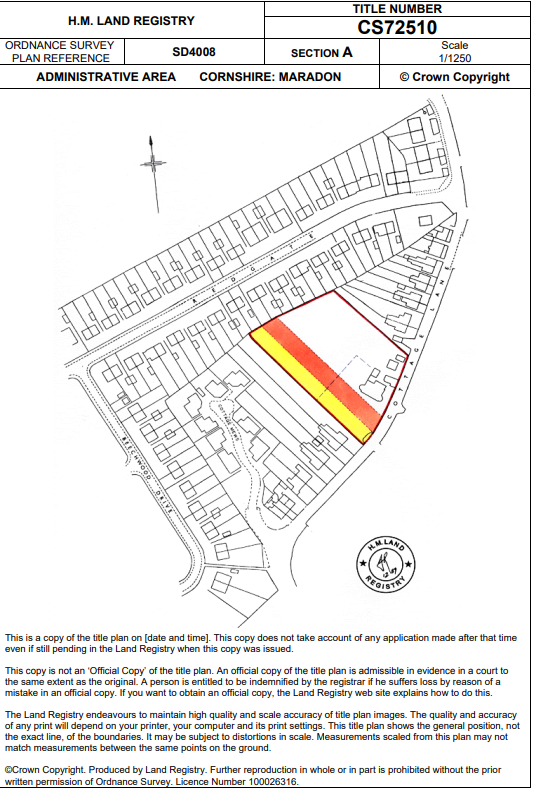 H.M. LAND REGISTRY
TITLE NUMBER
CS72510
ORDNANCE SURVEY
PLAN REFERENCE
SD4008
SECTION A
Scale
1/1250
ADMINISTRATIVE AREA CORNSHIRE: MARADON
© Crown Copyright
REDGATE
COTTAGE LANE
COTTAGE MEWS
BEECHWOOD DRIVE
H.M. LAND
REGISTRY
This is a copy of the title plan on [date and time]. This copy does not take account of any application made after that time
even if still pending in the Land Registry when this copy was issued.
This copy is not an ‘Official Copy’ of the title plan. An official copy of the title plan is admissible in evidence in a court to
the same extent as the original. A person is entitled to be indemnified by the registrar if he suffers loss by reason of a
mistake in an official copy. If you want to obtain an official copy, the Land Registry web site explains how to do this.
The Land Registry endeavours to maintain high quality and scale accuracy of title plan images. The quality and accuracy
of any print will depend on your printer, your computer and its print settings. This title plan shows the general position, not
the exact line, of the boundaries. It may be subject to distortions in scale. Measurements scaled from this plan may not
match measurements between the same points on the ground.
©Crown Copyright. Produced by Land Registry. Further reproduction in whole or in part is prohibited without the prior
written permission of Ordnance Survey. Licence Number 100026316.